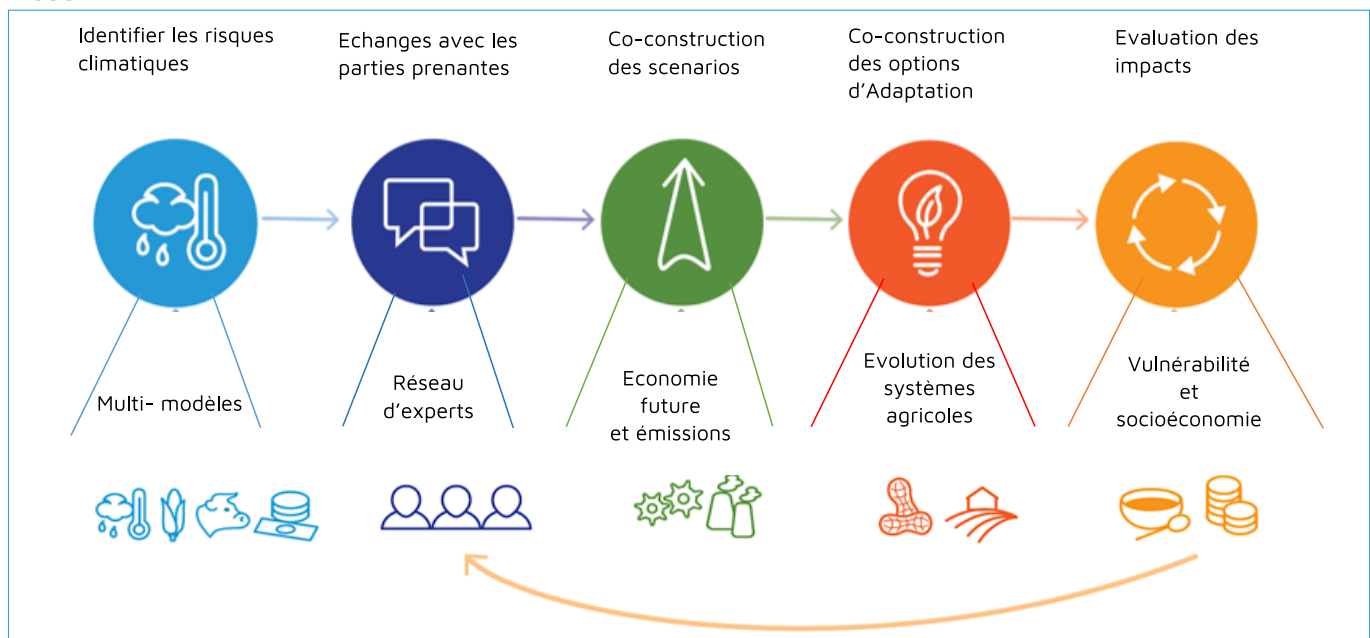 Identifier les risques
climatiques
Echanges avec les
parties prenantes
Co-construction
des scenarios
Co-construction
des options
d'Adaptation
Evaluation des
impacts
Multi- modèles
Réseau
d'experts
Economie
future
et émissions
Evolution des
systèmes
agricoles
Vulnérabilité
et
socioéconomie